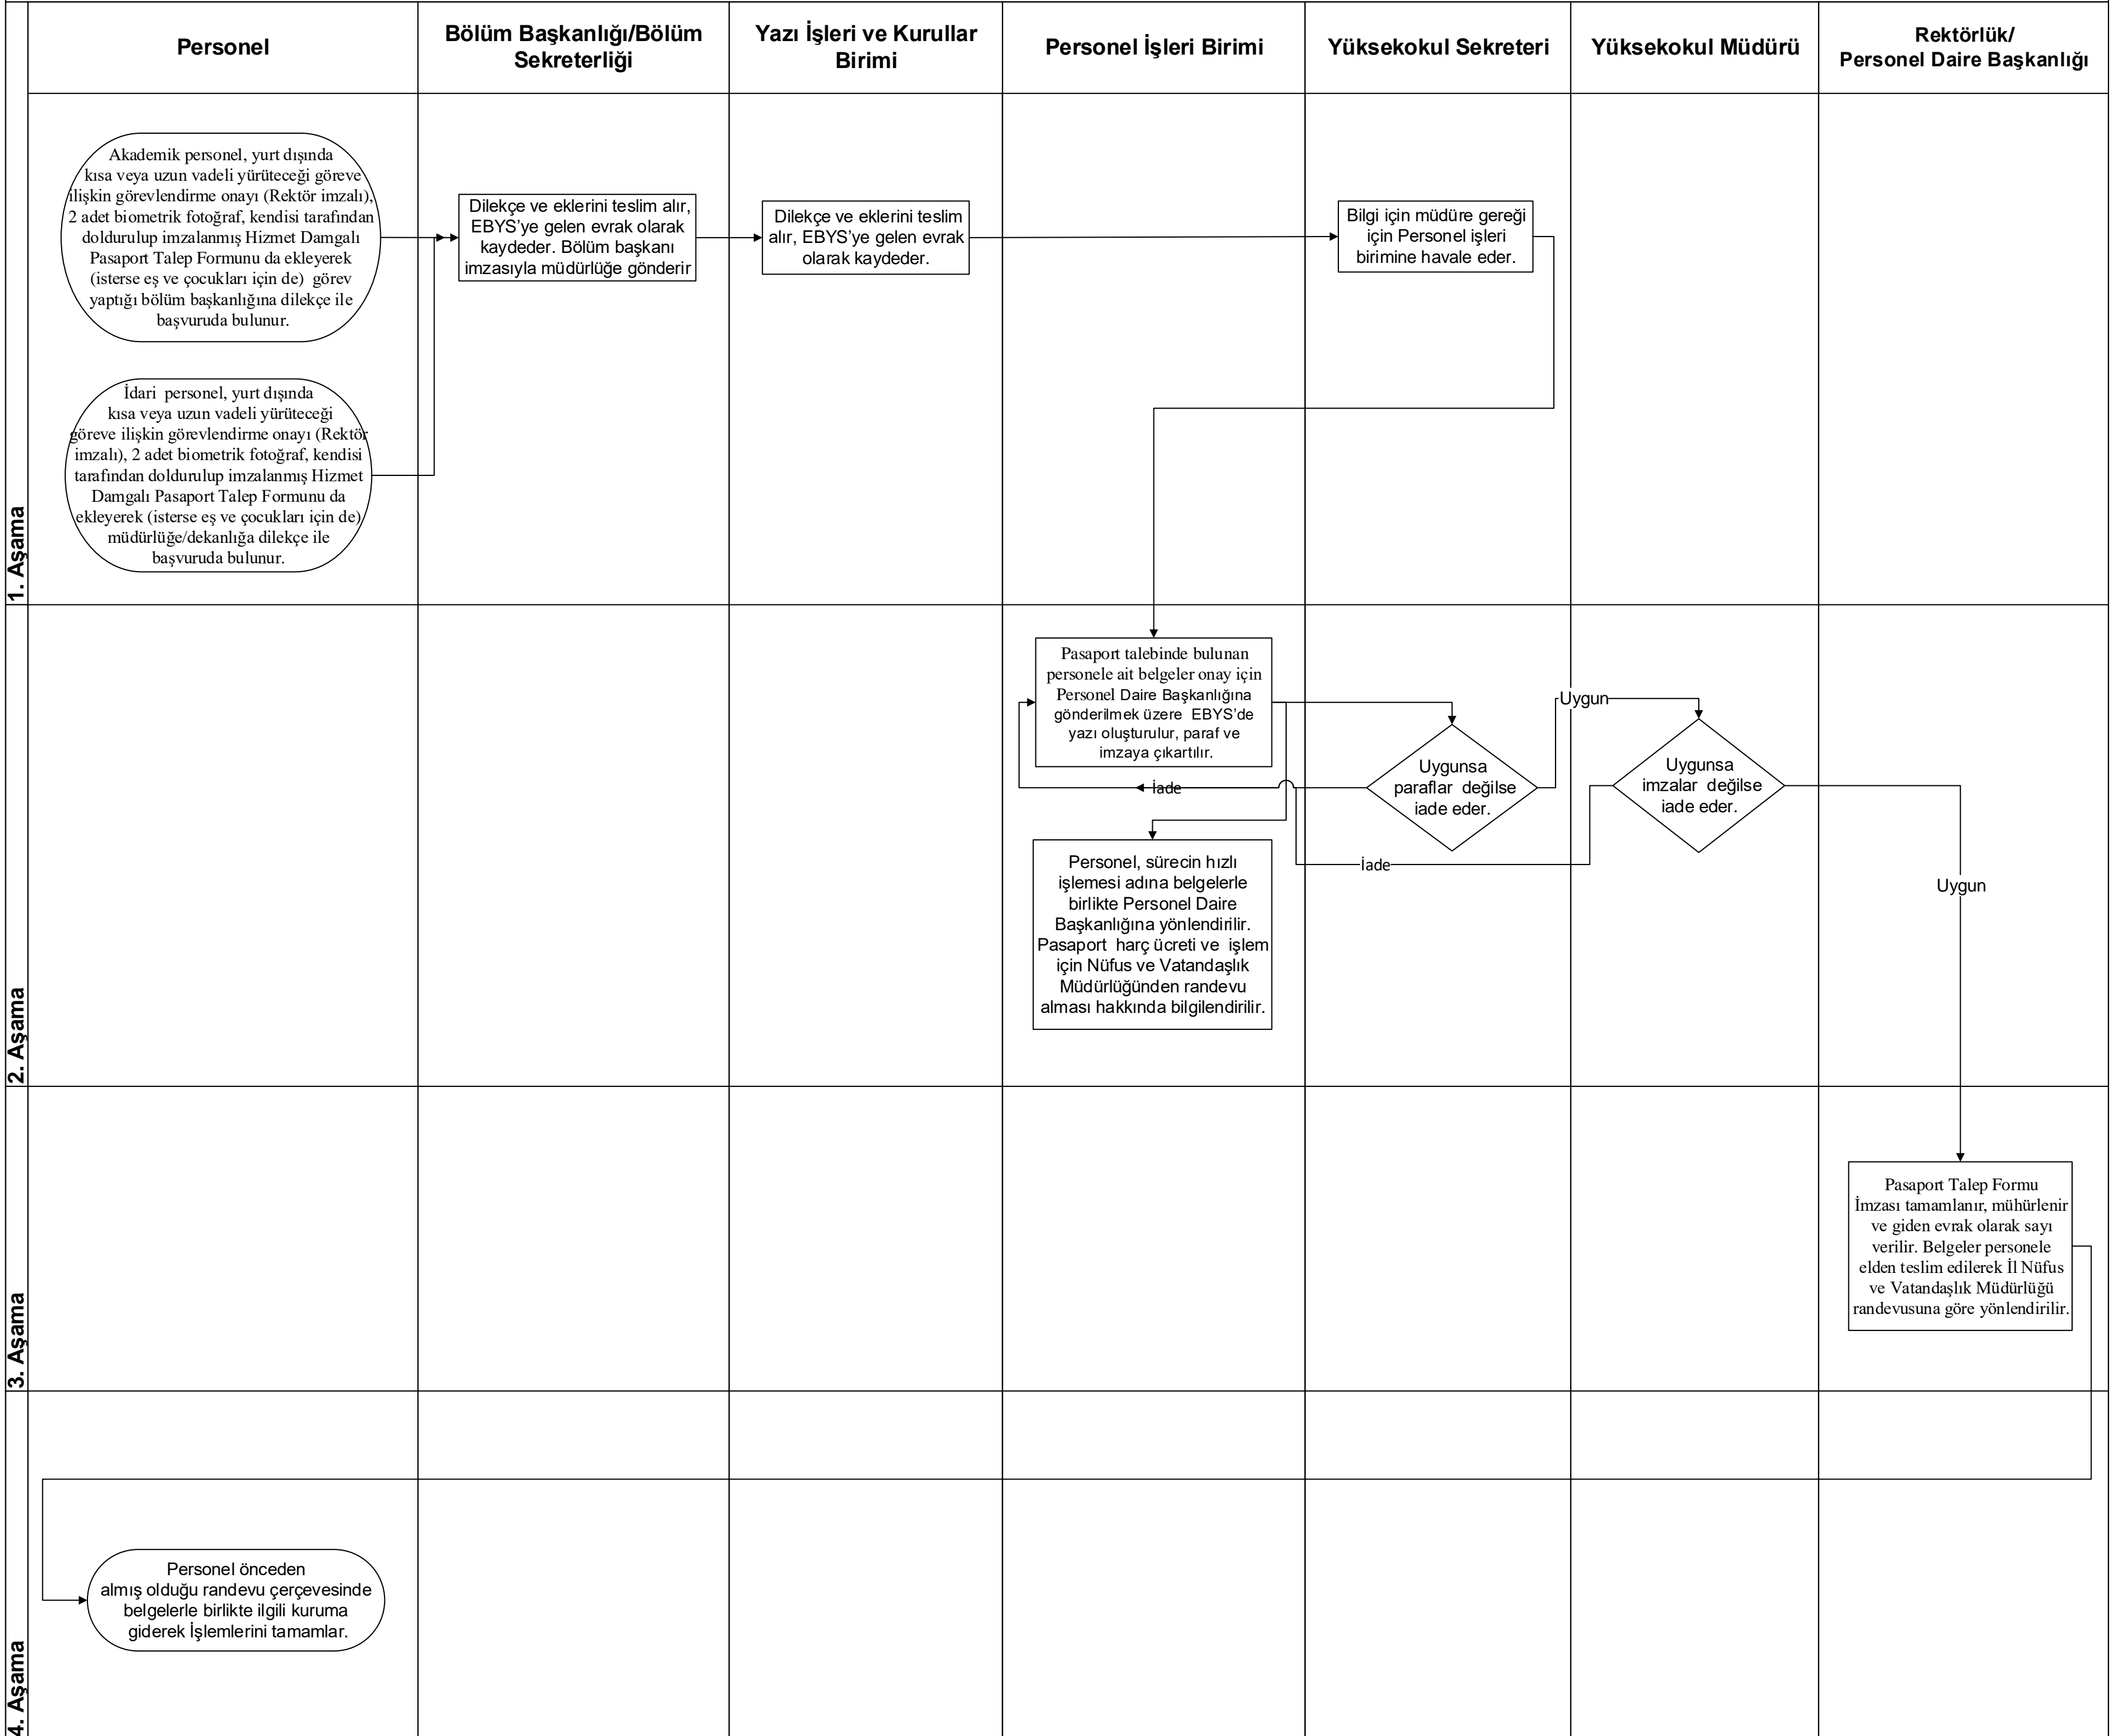 Personel
Bölüm Başkanlığı/Bölüm
Sekreterliği
Yazı İşleri ve Kurullar
Birimi
Personel İşleri Birimi
Yüksekokul Sekreteri
Yüksekokul Müdürü
Rektörlük/
Personel Daire Başkanlığı
1. Aşama
Akademik personel, yurt dışında
kısa veya uzun vadeli yürüteceği göreve
ilişkin görevlendirme onayı (Rektör imzalı),
2 adet biometrik fotoğraf, kendisi tarafından
doldurulup imzalanmış Hizmet Damgalı
Pasaport Talep Formunu da ekleyerek
(isterse eş ve çocukları için de) görev
yaptığı bölüm başkanlığına dilekçe ile
başvuruda bulunur.
Dilekçe ve eklerini teslim alır,
EBYS'ye gelen evrak olarak
kaydeder. Bölüm başkanı
imzasıyla müdürlüğe gönderir
Dilekçe ve eklerini teslim
alır, EBYS'ye gelen evrak
olarak kaydeder.
Bilgi için müdüre gereği
için Personel işleri
birimine havale eder.
İdari personel, yurt dışında
kısa veya uzun vadeli yürüteceği
göreve ilişkin görevlendirme onayı (Rektör
imzalı), 2 adet biometrik fotoğraf, kendisi
tarafından doldurulup imzalanmış Hizmet
Damgalı Pasaport Talep Formunu da
ekleyerek (isterse eş ve çocukları için de)
müdürlüğe/dekanlığa dilekçe ile
başvuruda bulunur.
2. Aşama
Pasaport talebinde bulunan
personele ait belgeler onay için
Personel Daire Başkanlığına
gönderilmek üzere EBYS'de
yazı oluşturulur, paraf ve
imzaya çıkartılır.
Uygunsa
paraflar değilse
iade eder.
Uygun
Uygunsa
imzalar değilse
iade eder.
İade
İade
Uygun
Personel, sürecin hızlı
işlemesi adına belgelerle
birlikte Personel Daire
Başkanlığına yönlendirilir.
Pasaport harç ücreti ve işlem
için Nüfus ve Vatandaşlık
Müdürlüğünden randevu
alması hakkında bilgilendirilir.
3. Aşama
Pasaport Talep Formu
İmzası tamamlanır, mühürlenir
ve giden evrak olarak sayı
verilir. Belgeler personele
elden teslim edilerek İl Nüfus
ve Vatandaşlık Müdürlüğü
randevusuna göre yönlendirilir.
4. Aşama
Personel önceden
almış olduğu randevu çerçevesinde
belgelerle birlikte ilgili kuruma
giderek İşlemlerini tamamlar.